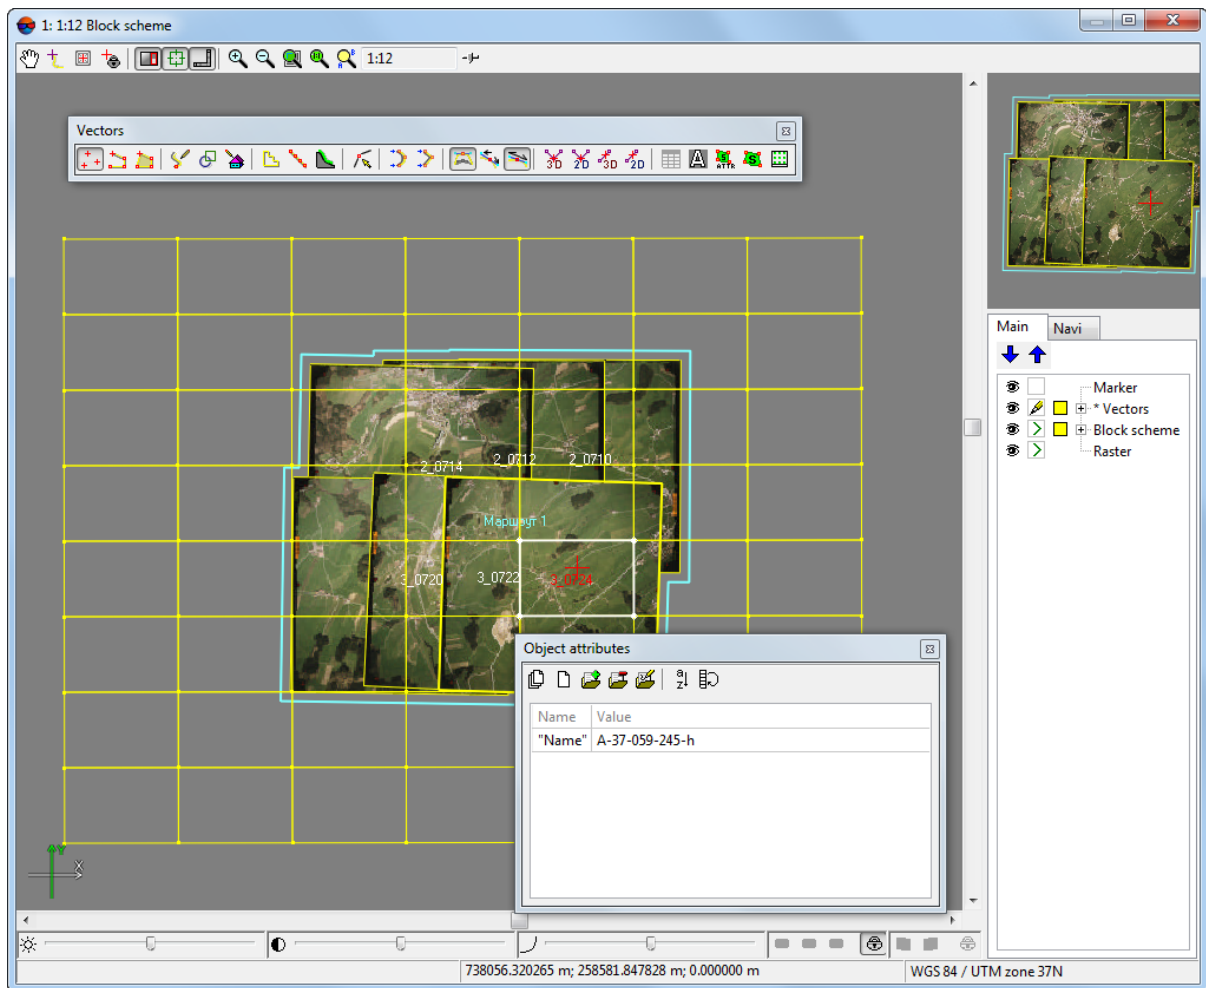 1: 1:12 Block scheme
1:12
Vectors
3D 2D 3D 2D A S ATTR S
Main Navi
Marker
* Vectors
Block scheme
Raster
2_0714 2_0712 2_0710
Маршрут 1
3_0720 3_0722 3_0724
Object attributes
Name Value
"Name" A-37-059-245-h
Y
X
738056.320265 m; 258581.847828 m; 0.000000 m
WGS 84 / UTM zone 37N